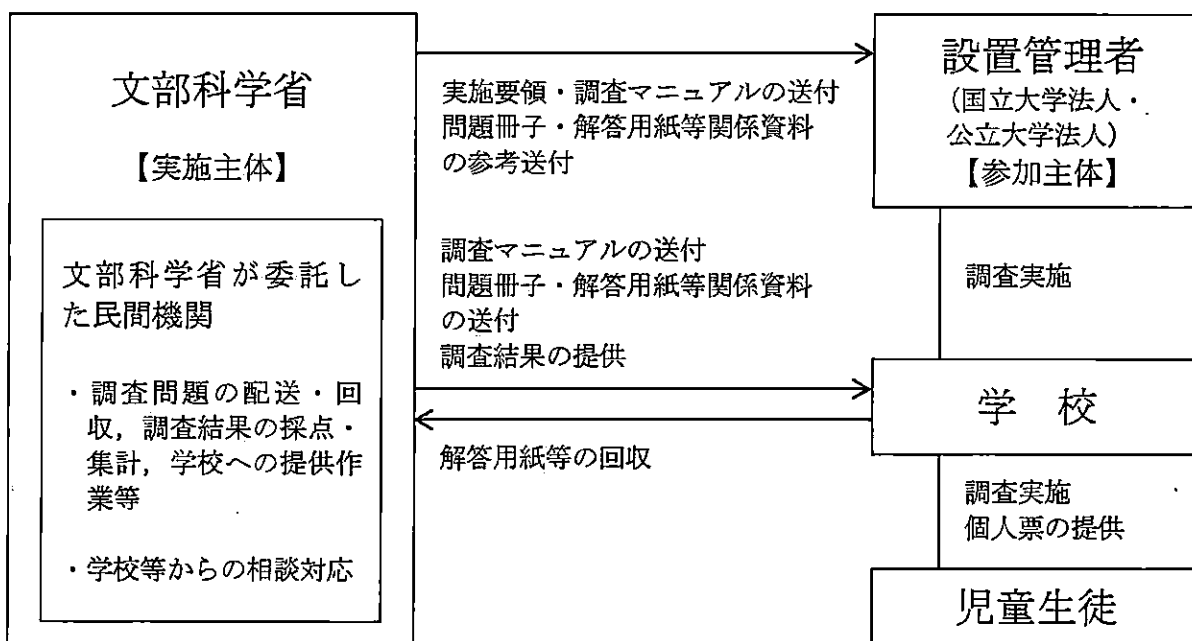 文部科学省
【実施主体】
文部科学省が委託し
た民間機関
・調査問題の配送・回
収,調査結果の採点・
集計,学校への提供作
業等
・学校等からの相談対応
実施要領・調査マニュアルの送付
問題冊子・解答用紙等関係資料
の参考送付
調査マニュアルの送付
問題冊子・解答用紙等関係資料
の送付
調査結果の提供
解答用紙等の回収
設置管理者
(国立大学法人・
公立大学法人)
【参加主体】
調査実施
学 校
調査実施
個人票の提供
児童生徒